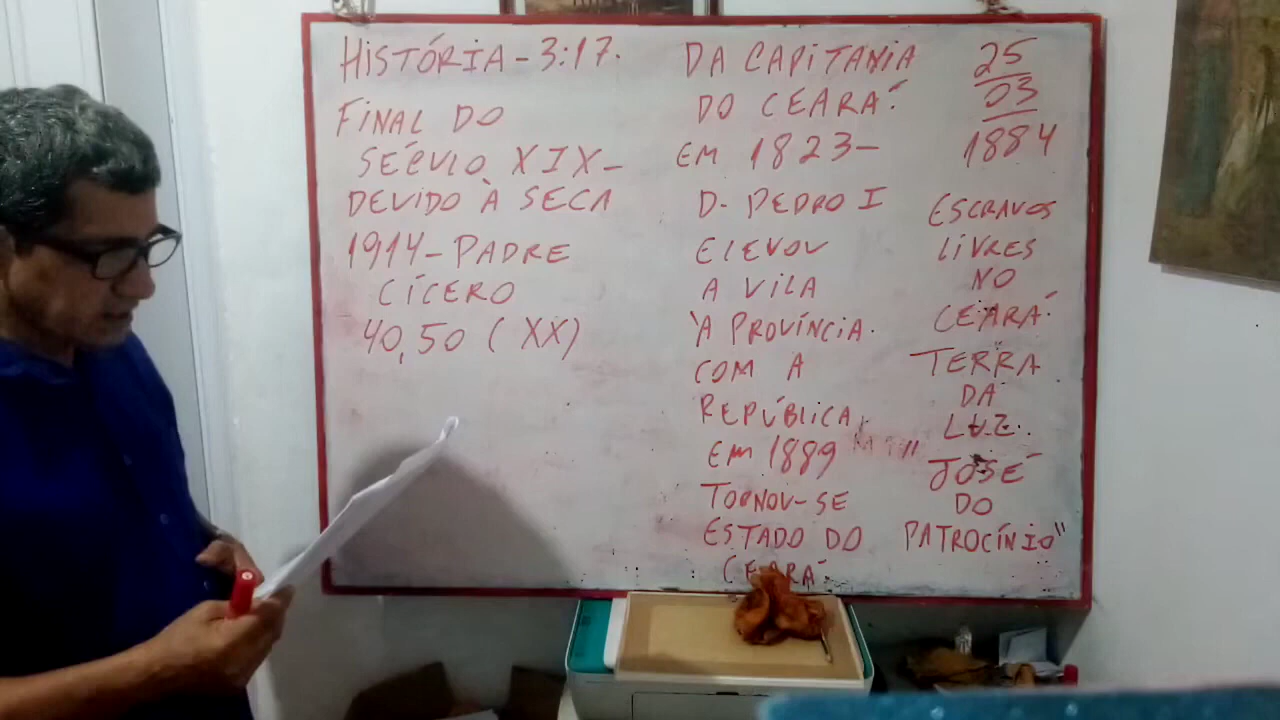 HISTÓRIA - 3:17.
FINAL DO
SÉCULO XIX -
DEVIDO À SECA
1914 - PADRE
CÍCERO
40,50 (XX)
DA CAPITANIA
DO CEARÁ.
EM 1823 -
D. PEDRO I
ELEVOU
A VILA
'A PROVÍNCIA.
COM A
REPÚBLICA,
EM 1889
TORNOU-SE
ESTADO DO
CEARÁ.
25
03
1884
ESCRAVOS
LIVRES
NO
CEARÁ.
"TERRA
DA
LUZ."
"JOSÉ
DO
PATROCÍNIO"